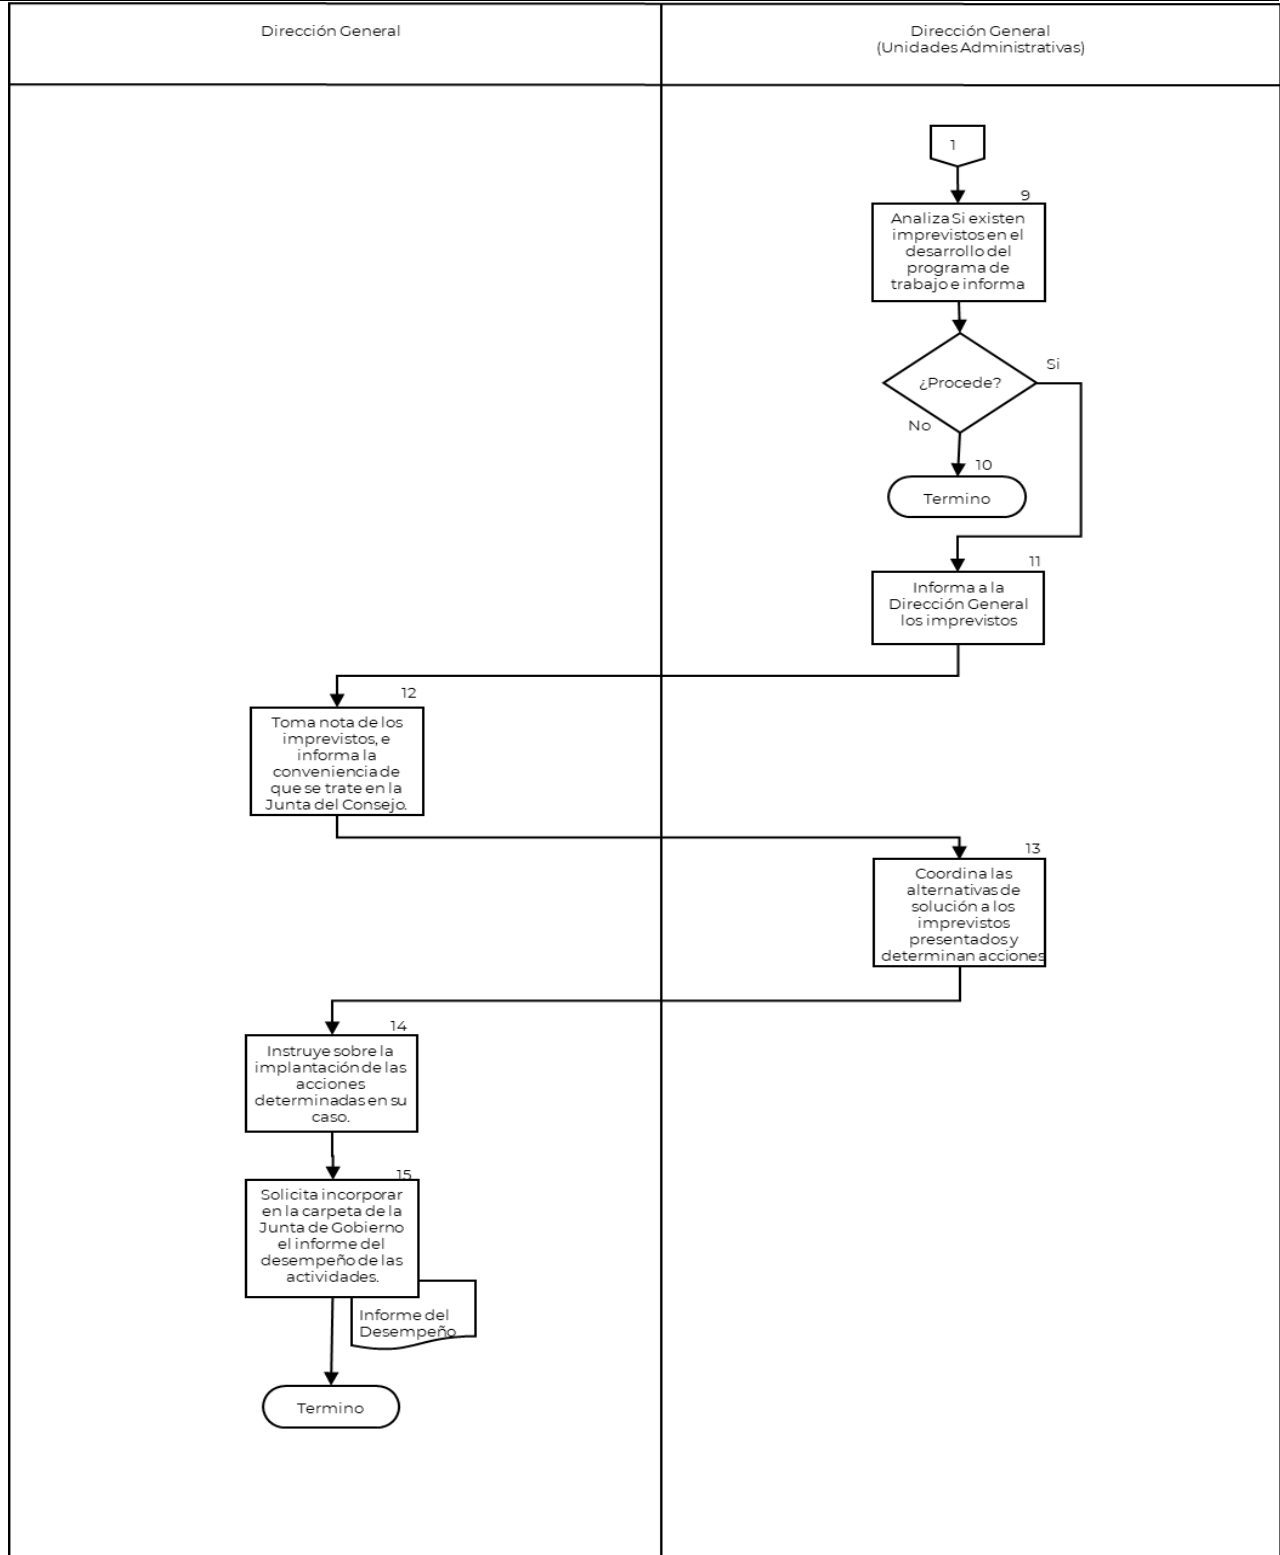 Dirección General
Dirección General
(Unidades Administrativas)
1
9
Analiza Si existen
imprevistos en el
desarrollo del
programa de
trabajo e informa
¿Procede?
Si
No
10
Termino
11
Informa a la
Dirección General
los imprevistos
12
Toma nota de los
imprevistos, e
informa la
conveniencia de
que se trate en la
Junta del Consejo.
13
Coordina las
alternativas de
solución a los
imprevistos
presentados y
determinan acciones
14
Instruye sobre la
implantación de las
acciones
determinadas en su
caso.
15
Solicita incorporar
en la carpeta de la
Junta de Gobierno
el informe del
desempeño de las
actividades.
Informe del
Desempeño
Termino